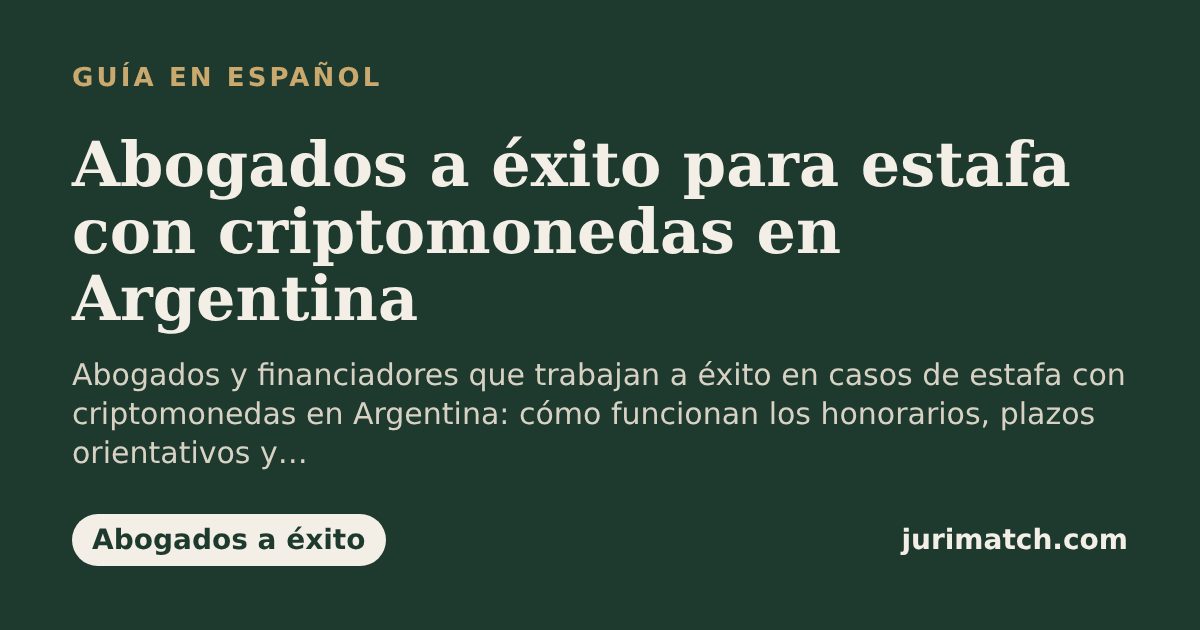 GUÍA EN ESPAÑOL
Abogados a éxito para estafa
con criptomonedas en
Argentina
Abogados y financiadores que trabajan a éxito en casos de estafa con
criptomonedas en Argentina: cómo funcionan los honorarios, plazos
orientativos y…
Abogados a éxito
jurimatch.com